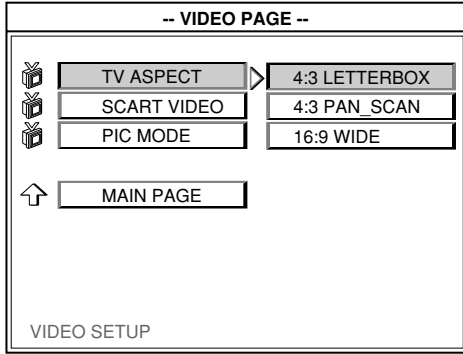 -- VIDEO PAGE --
TV ASPECT 4:3 LETTERBOX
SCART VIDEO 4:3 PAN_SCAN
PIC MODE 16:9 WIDE
MAIN PAGE
VIDEO SETUP